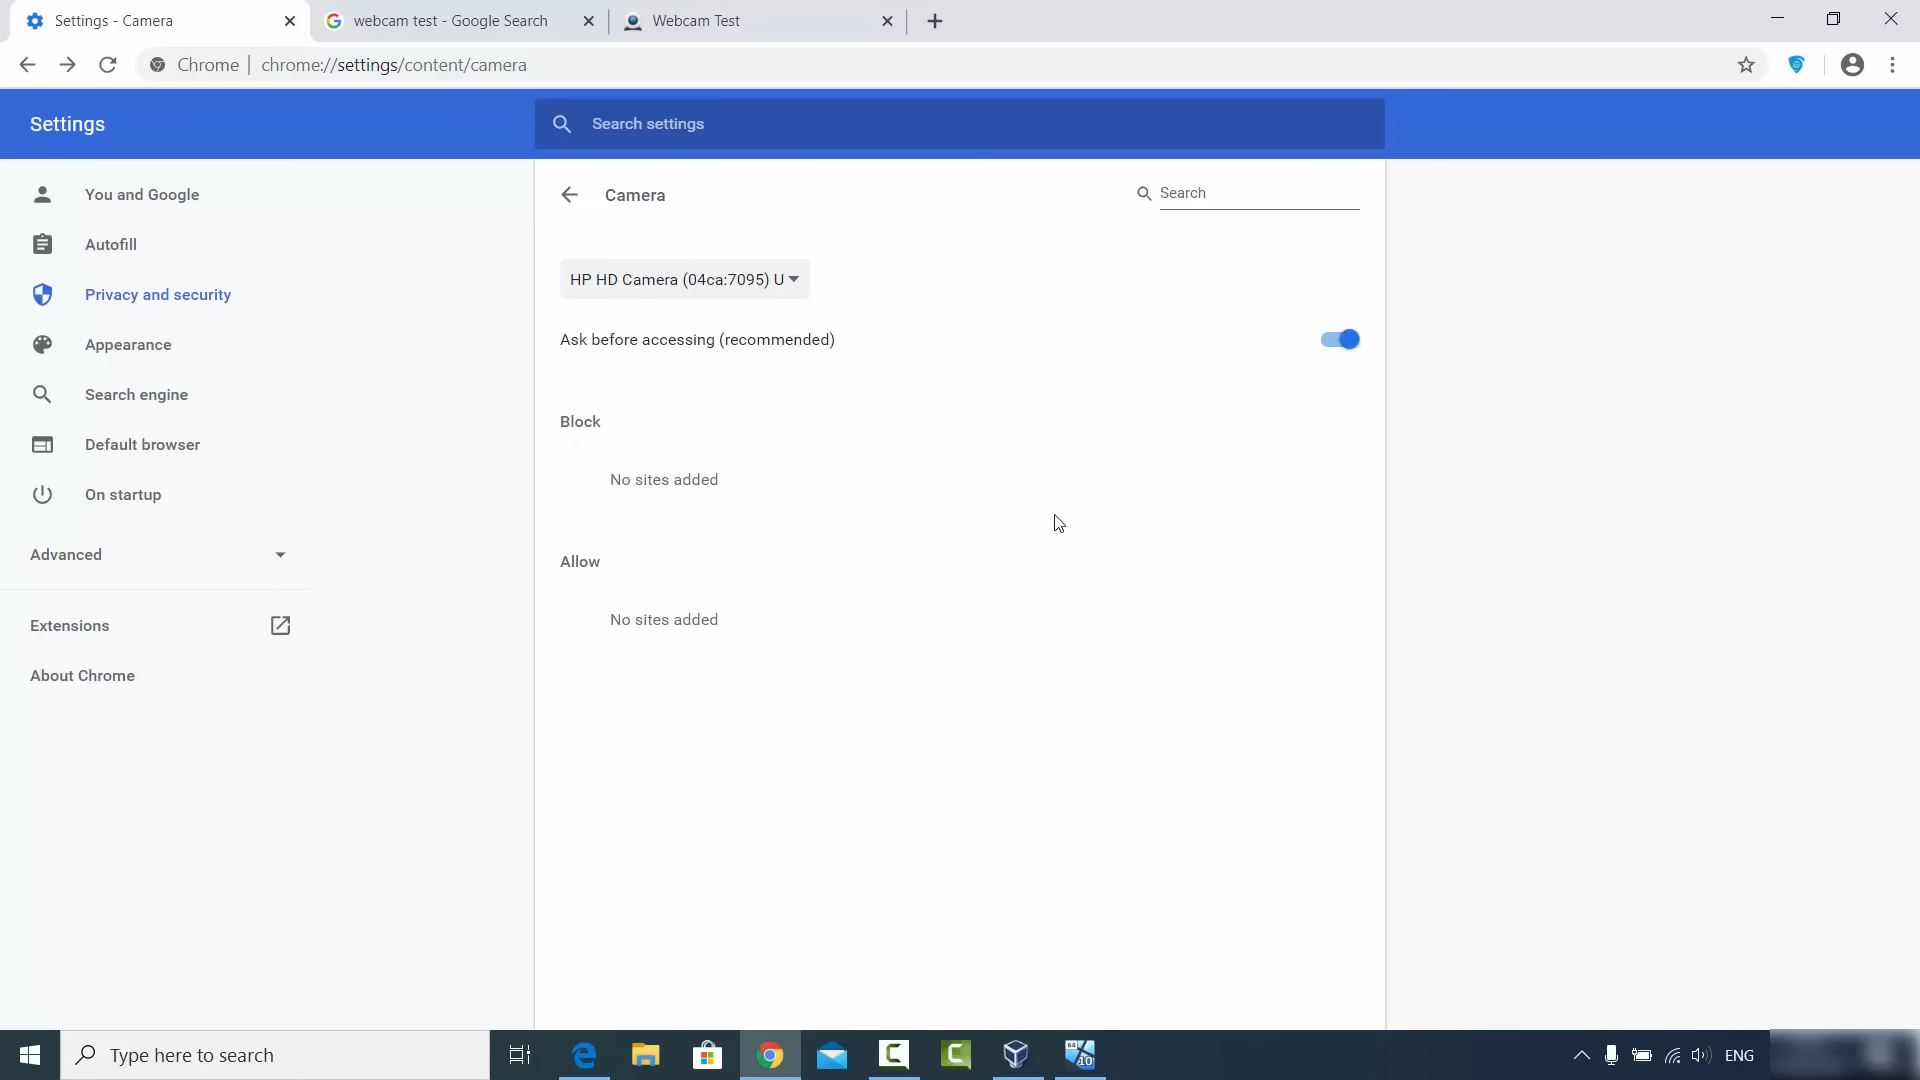 Settings - Camera
webcam test - Google Search
Webcam Test
Chrome
chrome://settings/content/camera
Settings
Search settings
You and Google
Autofill
Privacy and security
Appearance
Search engine
Default browser
On startup
Advanced
Extensions
About Chrome
Camera
Search
HP HD Camera (04ca:7095) U
Ask before accessing (recommended)
Block
No sites added
Allow
No sites added
Type here to search
64
10
ENG